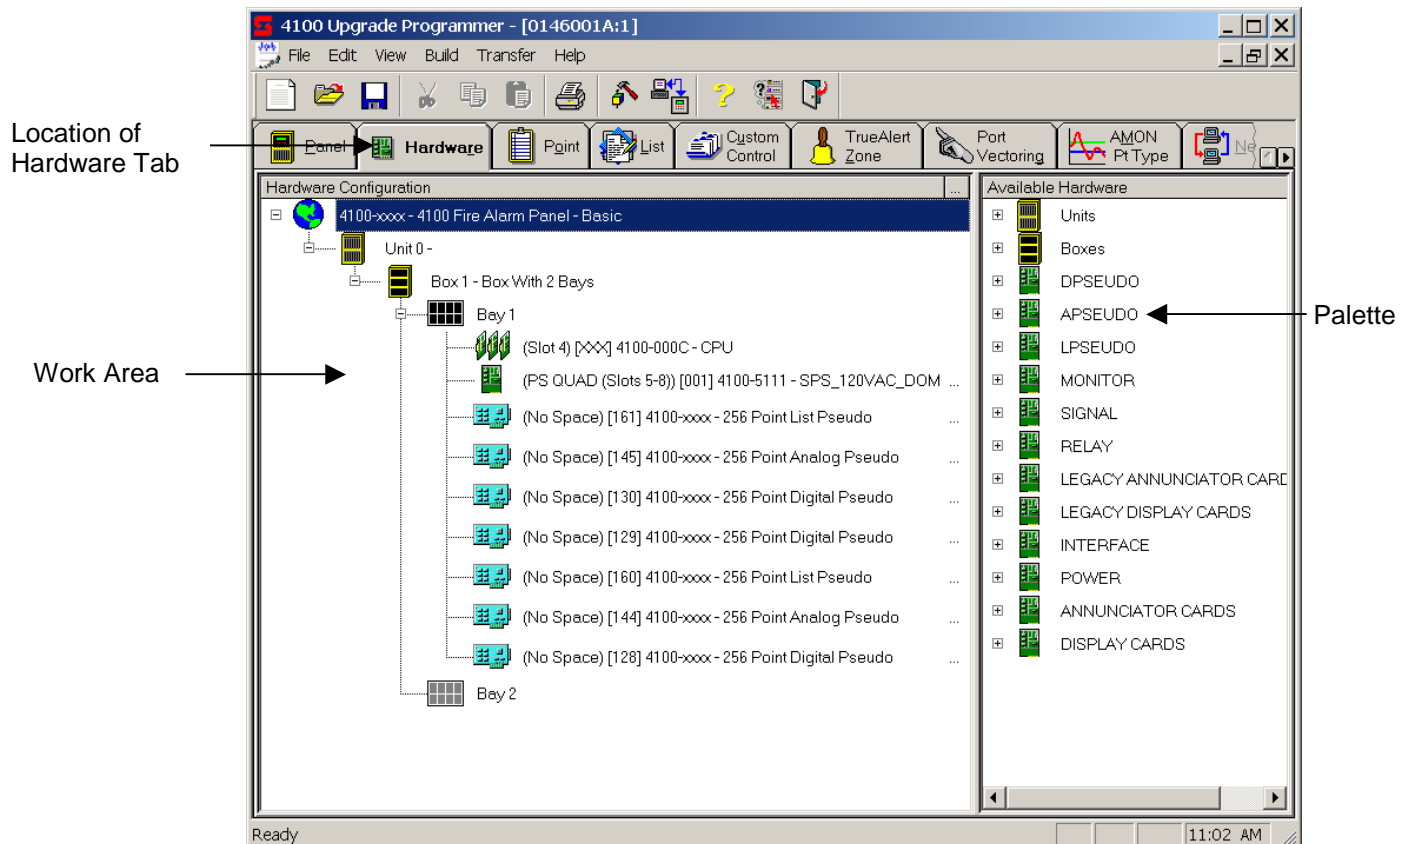 4100 Upgrade Programmer - [0146001A:1]
File Edit View Build Transfer Help
Location of
Hardware Tab
Panel
Hardware
Point
List
Custom
Control
TrueAlert
Zone
Port
Vectoring
AMON
Pt Type
Hardware Configuration ...
4100-xxxx - 4100 Fire Alarm Panel - Basic
Unit 0 -
Box 1 - Box With 2 Bays
Bay 1
(Slot 4) [XXX] 4100-000C - CPU
(PS QUAD (Slots 5-8)) [001] 4100-5111 - SPS_120VAC_DOM ...
(No Space) [161] 4100-xxxx - 256 Point List Pseudo ...
(No Space) [145] 4100-xxxx - 256 Point Analog Pseudo ...
(No Space) [130] 4100-xxxx - 256 Point Digital Pseudo ...
(No Space) [129] 4100-xxxx - 256 Point Digital Pseudo ...
(No Space) [160] 4100-xxxx - 256 Point List Pseudo ...
(No Space) [144] 4100-xxxx - 256 Point Analog Pseudo ...
(No Space) [128] 4100-xxxx - 256 Point Digital Pseudo ...
Bay 2
Work Area
Available Hardware
Units
Boxes
DPSEUDO
APSEUDO
LPSEUDO
MONITOR
SIGNAL
RELAY
LEGACY ANNUNCIATOR CARD
LEGACY DISPLAY CARDS
INTERFACE
POWER
ANNUNCIATOR CARDS
DISPLAY CARDS
Palette
Ready
11:02 AM